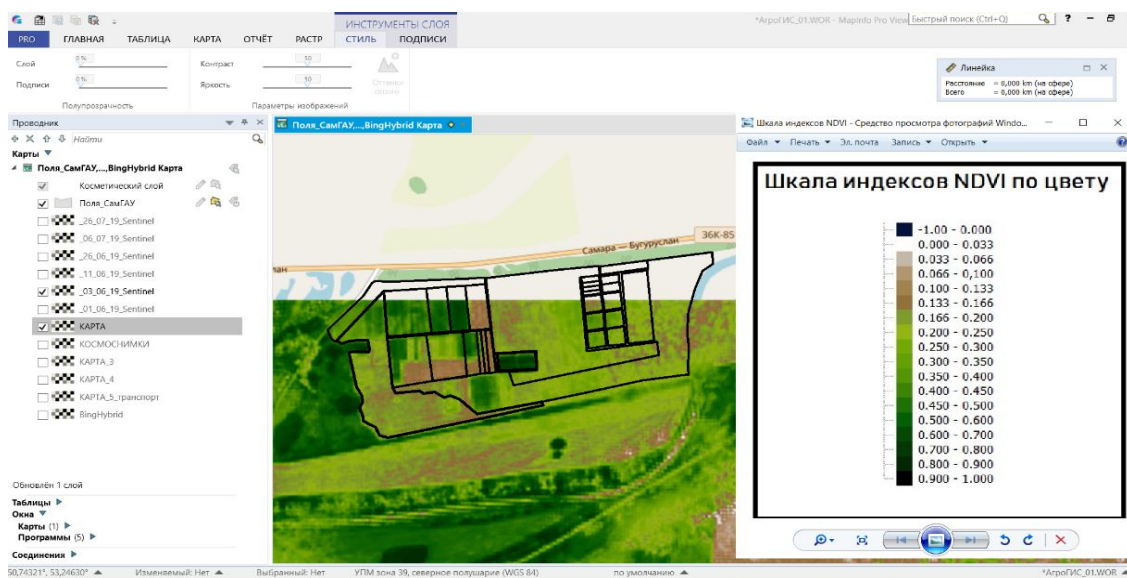 ИНСТРУМЕНТЫ СЛОЯ
*АгроГИС_01.WOR - MapInfo Pro View
Быстрый поиск (Ctrl+Q)
PRO ГЛАВНАЯ ТАБЛИЦА КАРТА ОТЧЁТ РАСТР СТИЛЬ ПОДПИСИ
Слой 0 %
Подписи 0 %
Полупрозрачность
Контраст 50
Яркость 50
Параметры изображений
Линейка
Расстояние = 0,000 km (на сфере)
Всего = 0,000 km (на сфере)
Проводник
Найти
Карты
Поля_СамГАУ,...,BingHybrid Карта
Косметический слой
Поля_СамГАУ
_26_07_19_Sentinel
_06_07_19_Sentinel
_26_06_19_Sentinel
_11_06_19_Sentinel
_03_06_19_Sentinel
_01_06_19_Sentinel
КАРТА
КОСМОСНИМКИ
КАРТА_3
КАРТА_4
КАРТА_5_транспорт
BingHybrid
Обновлён 1 слой
Таблицы
Окна
Карты (1)
Программы (5)
Соединения
Поля_СамГАУ,...,BingHybrid Карта
36К-85
Самара — Бугуруслан
лан
Шкала индексов NDVI - Средство просмотра фотографий Windo...
Файл Печать Эл. почта Запись Открыть
Шкала индексов NDVI по цвету
-1.00 - 0.000
0.000 - 0.033
0.033 - 0.066
0.066 - 0,100
0.100 - 0.133
0.133 - 0.166
0.166 - 0.200
0.200 - 0.250
0.250 - 0.300
0.300 - 0.350
0.350 - 0.400
0.400 - 0.450
0.450 - 0.500
0.500 - 0.600
0.600 - 0.700
0.700 - 0.800
0.800 - 0.900
0.900 - 1.000
50,74321°, 53,24630° Изменяемый: Нет Выбранный: Нет УПМ зона 39, северное полушарие (WGS 84) по умолчанию *АгроГИС_01.WOR